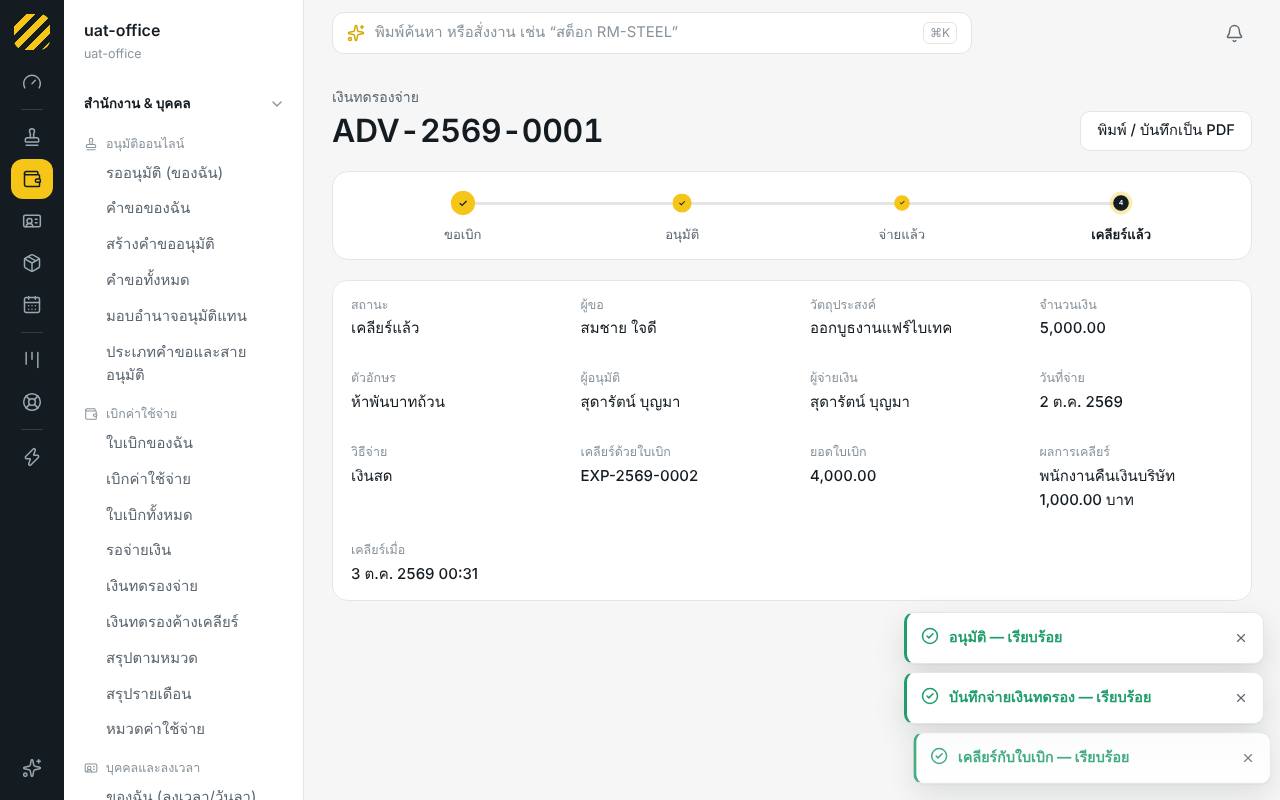 uat-office
uat-office
สำนักงาน & บุคคล
อนุมัติออนไลน์
รออนุมัติ (ของฉัน)
คำขอของฉัน
สร้างคำขออนุมัติ
คำขอทั้งหมด
มอบอำนาจอนุมัติแทน
ประเภทคำขอและสาย
อนุมัติ
เบิกค่าใช้จ่าย
ใบเบิกของฉัน
เบิกค่าใช้จ่าย
ใบเบิกทั้งหมด
รอจ่ายเงิน
เงินทดรองจ่าย
เงินทดรองค้างเคลียร์
สรุปตามหมวด
สรุปรายเดือน
หมวดค่าใช้จ่าย
บุคคลและลงเวลา
ของฉัน (ลงเวลา/วันลา)
พิมพ์ค้นหา หรือสั่งงาน เช่น “สต็อก RM-STEEL”
⌘K
เงินทดรองจ่าย
ADV-2569-0001
พิมพ์ / บันทึกเป็น PDF
4
ขอเบิก
อนุมัติ
จ่ายแล้ว
เคลียร์แล้ว
สถานะ
เคลียร์แล้ว
ผู้ขอ
สมชาย ใจดี
วัตถุประสงค์
ออกบูธงานแฟร์ไบเทค
จำนวนเงิน
5,000.00
ตัวอักษร
ห้าพันบาทถ้วน
ผู้อนุมัติ
สุดารัตน์ บุญมา
ผู้จ่ายเงิน
สุดารัตน์ บุญมา
วันที่จ่าย
2 ต.ค. 2569
วิธีจ่าย
เงินสด
เคลียร์ด้วยใบเบิก
EXP-2569-0002
ยอดใบเบิก
4,000.00
ผลการเคลียร์
พนักงานคืนเงินบริษัท
1,000.00 บาท
เคลียร์เมื่อ
3 ต.ค. 2569 00:31
อนุมัติ — เรียบร้อย
บันทึกจ่ายเงินทดรอง — เรียบร้อย
เคลียร์กับใบเบิก — เรียบร้อย